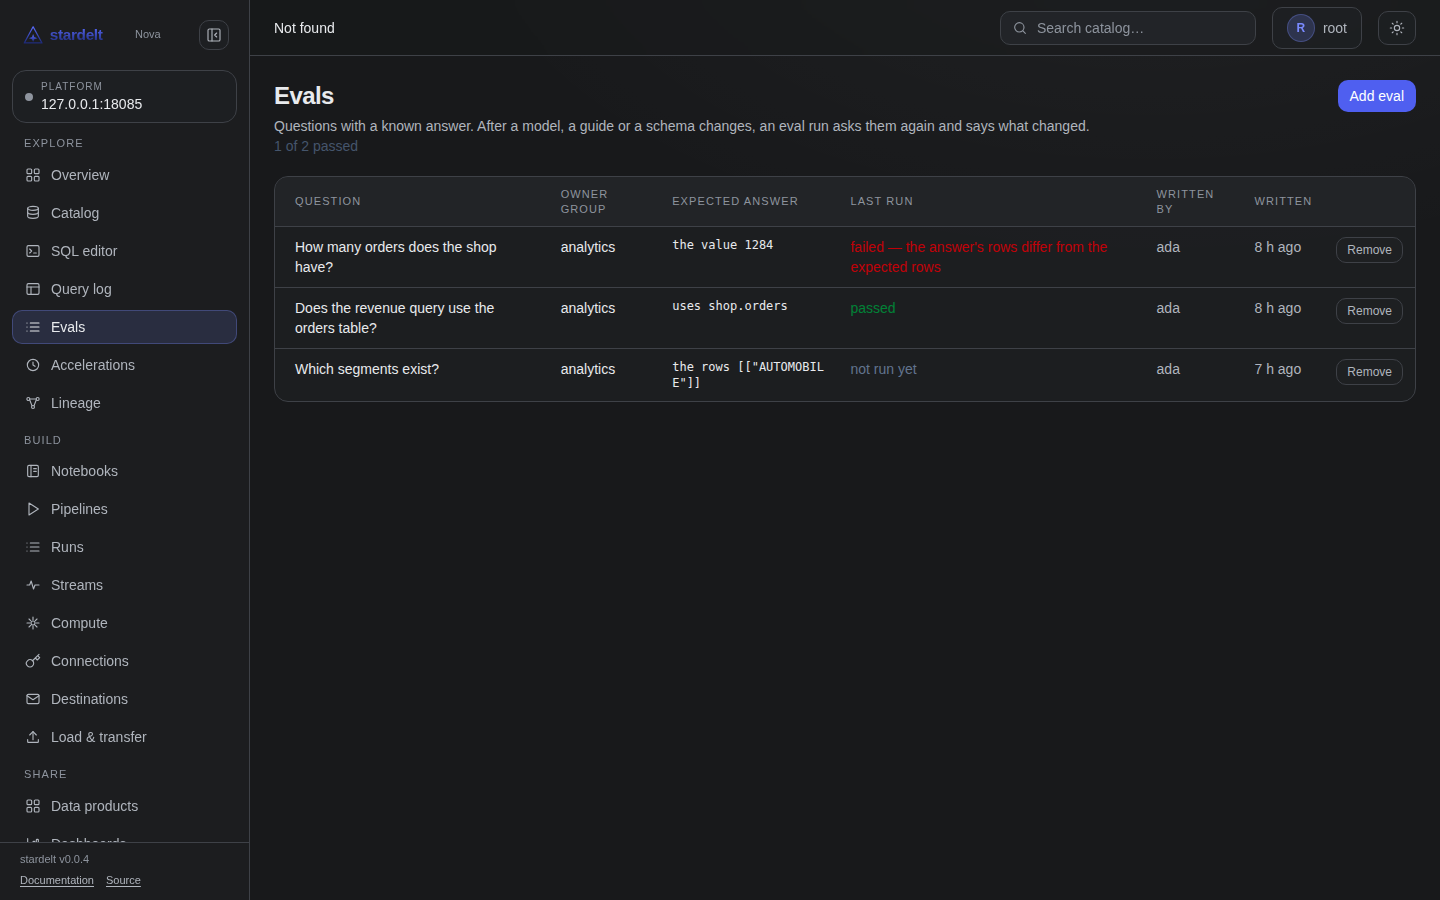 stardelt
Nova
PLATFORM
127.0.0.1:18085
EXPLORE
Overview
Catalog
SQL editor
Query log
Evals
Accelerations
Lineage
BUILD
Notebooks
Pipelines
Runs
Streams
Compute
Connections
Destinations
Load & transfer
SHARE
Data products
Dashboards
stardelt v0.0.4
Documentation Source
Not found
Search catalog…
R root
Evals
Add eval
Questions with a known answer. After a model, a guide or a schema changes, an eval run asks them again and says what changed.
1 of 2 passed
QUESTION OWNER GROUP EXPECTED ANSWER LAST RUN WRITTEN BY WRITTEN
How many orders does the shop have? analytics the value 1284 failed — the answer's rows differ from the expected rows ada 8 h ago Remove
Does the revenue query use the orders table? analytics uses shop.orders passed ada 8 h ago Remove
Which segments exist? analytics the rows [["AUTOMOBILE"]] not run yet ada 7 h ago Remove